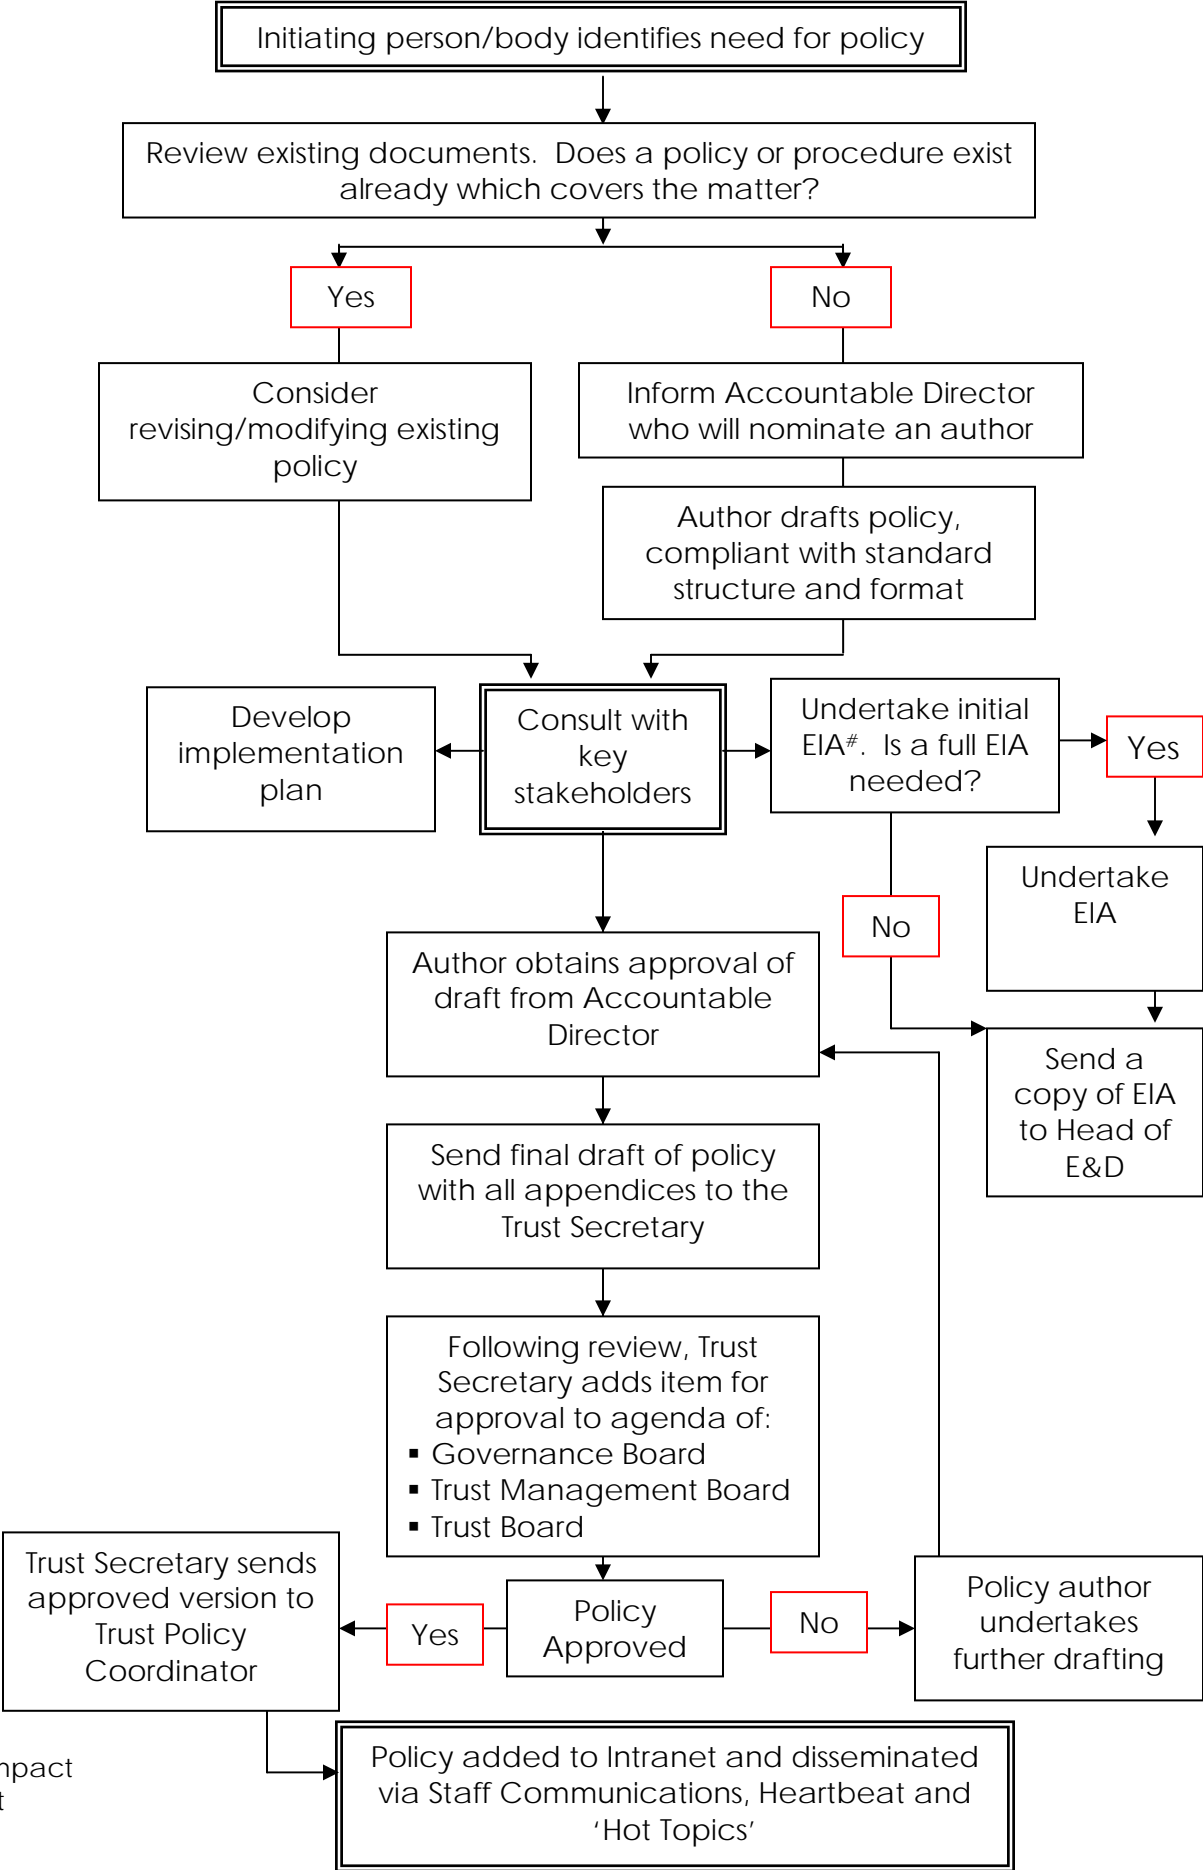 Initiating person/body identifies need for policy
Review existing documents.  Does a policy or procedure exist
already which covers the matter?
Yes
No
Consider
revising/modifying existing
policy
Inform Accountable Director
who will nominate an author
Author drafts policy,
compliant with standard
structure and format
Develop
implementation
plan
Consult with
key
stakeholders
Undertake initial
EIA#.  Is a full EIA
needed?
Yes
Undertake
EIA
No
Author obtains approval of
draft from Accountable
Director
Send a
copy of EIA
to Head of
E&D
Send final draft of policy
with all appendices to the
Trust Secretary
Following review, Trust
Secretary adds item for
approval to agenda of:
▪ Governance Board
▪ Trust Management Board
▪ Trust Board
Trust Secretary sends
approved version to
Trust Policy
Coordinator
Yes
Policy
Approved
No
Policy author
undertakes
further drafting
Policy added to Intranet and disseminated
via Staff Communications, Heartbeat and
‘Hot Topics’